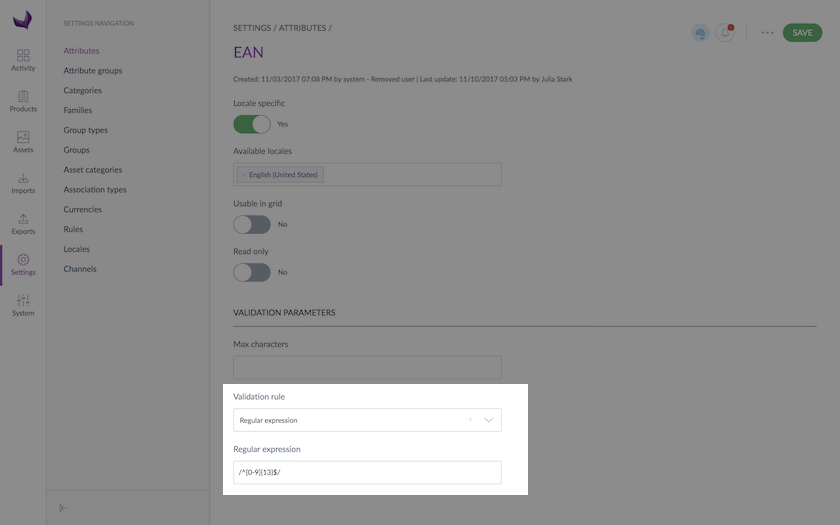 SETTINGS NAVIGATION
Activity
Products
Assets
Imports
Exports
Settings
System
Attributes
Attribute groups
Categories
Families
Group types
Groups
Asset categories
Association types
Currencies
Rules
Locales
Channels
SETTINGS / ATTRIBUTES /
SAVE
EAN
Created: 11/03/2017 07:08 PM by system - Removed user | Last update: 11/10/2017 05:03 PM by Julia Stark
Locale specific
Yes
Available locales
× English (United States)
Usable in grid
No
Read only
No
VALIDATION PARAMETERS
Max characters
Validation rule
Regular expression
Regular expression
/^[0-9]{13}$/